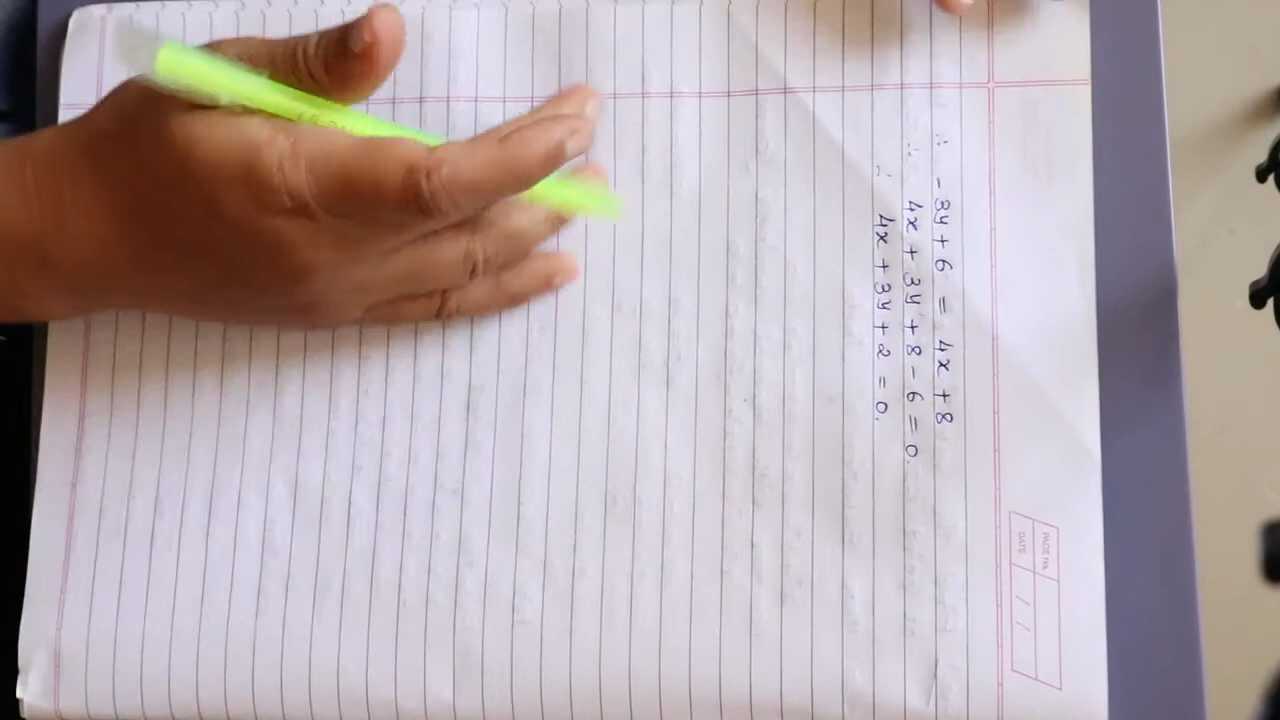 PAGE No.
DATE / /
∴ -3y + 6 = 4x + 8
∴ 4x + 3y + 8 - 6 = 0.
∴ 4x + 3y + 2 = 0.